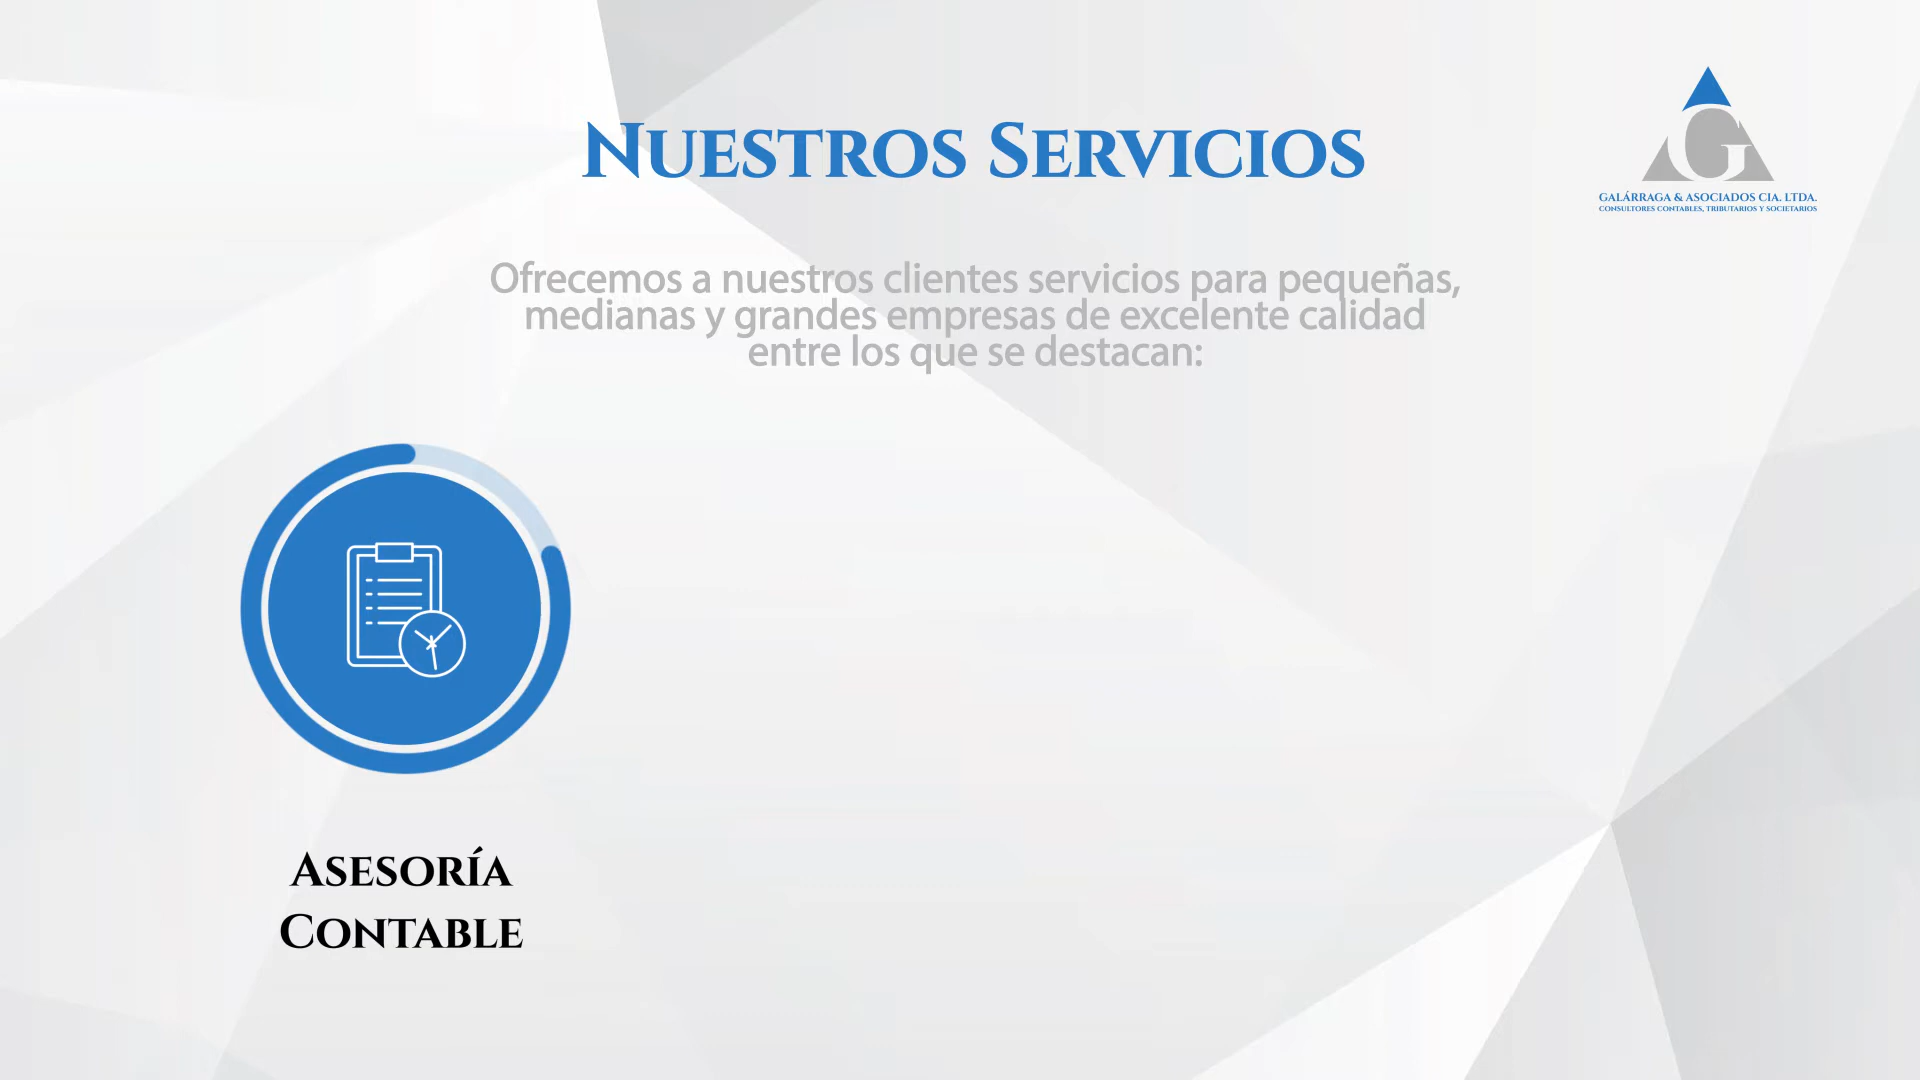 Nuestros Servicios
G
GALÁRRAGA & ASOCIADOS CIA. LTDA.
CONSULTORES CONTABLES, TRIBUTARIOS Y SOCIETARIOS
Ofrecemos a nuestros clientes servicios para pequeñas,
medianas y grandes empresas de excelente calidad
entre los que se destacan:
Asesoría
Contable